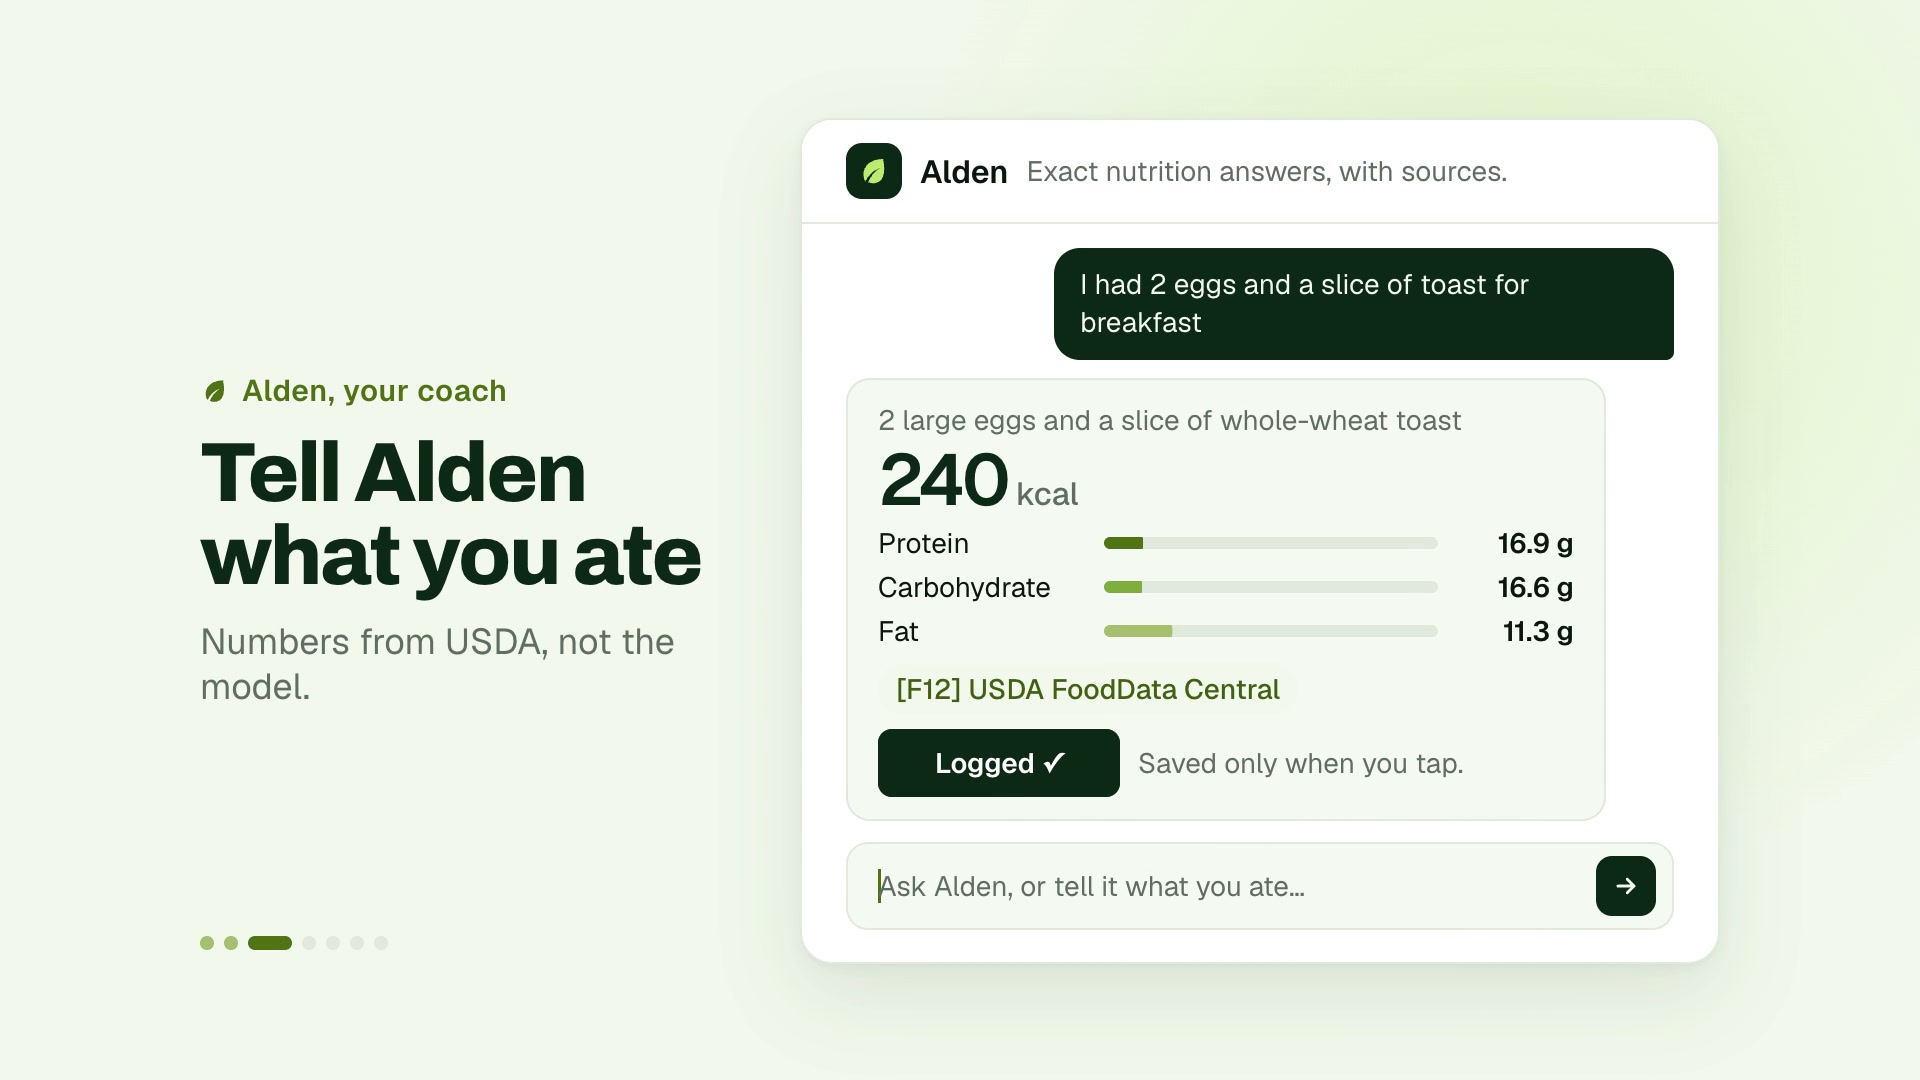 Alden, your coach
Tell Alden
what you ate
Numbers from USDA, not the
model.
Alden Exact nutrition answers, with sources.
I had 2 eggs and a slice of toast for
breakfast
2 large eggs and a slice of whole-wheat toast
240 kcal
Protein 16.9 g
Carbohydrate 16.6 g
Fat 11.3 g
[F12] USDA FoodData Central
Logged ✓ Saved only when you tap.
Ask Alden, or tell it what you ate...